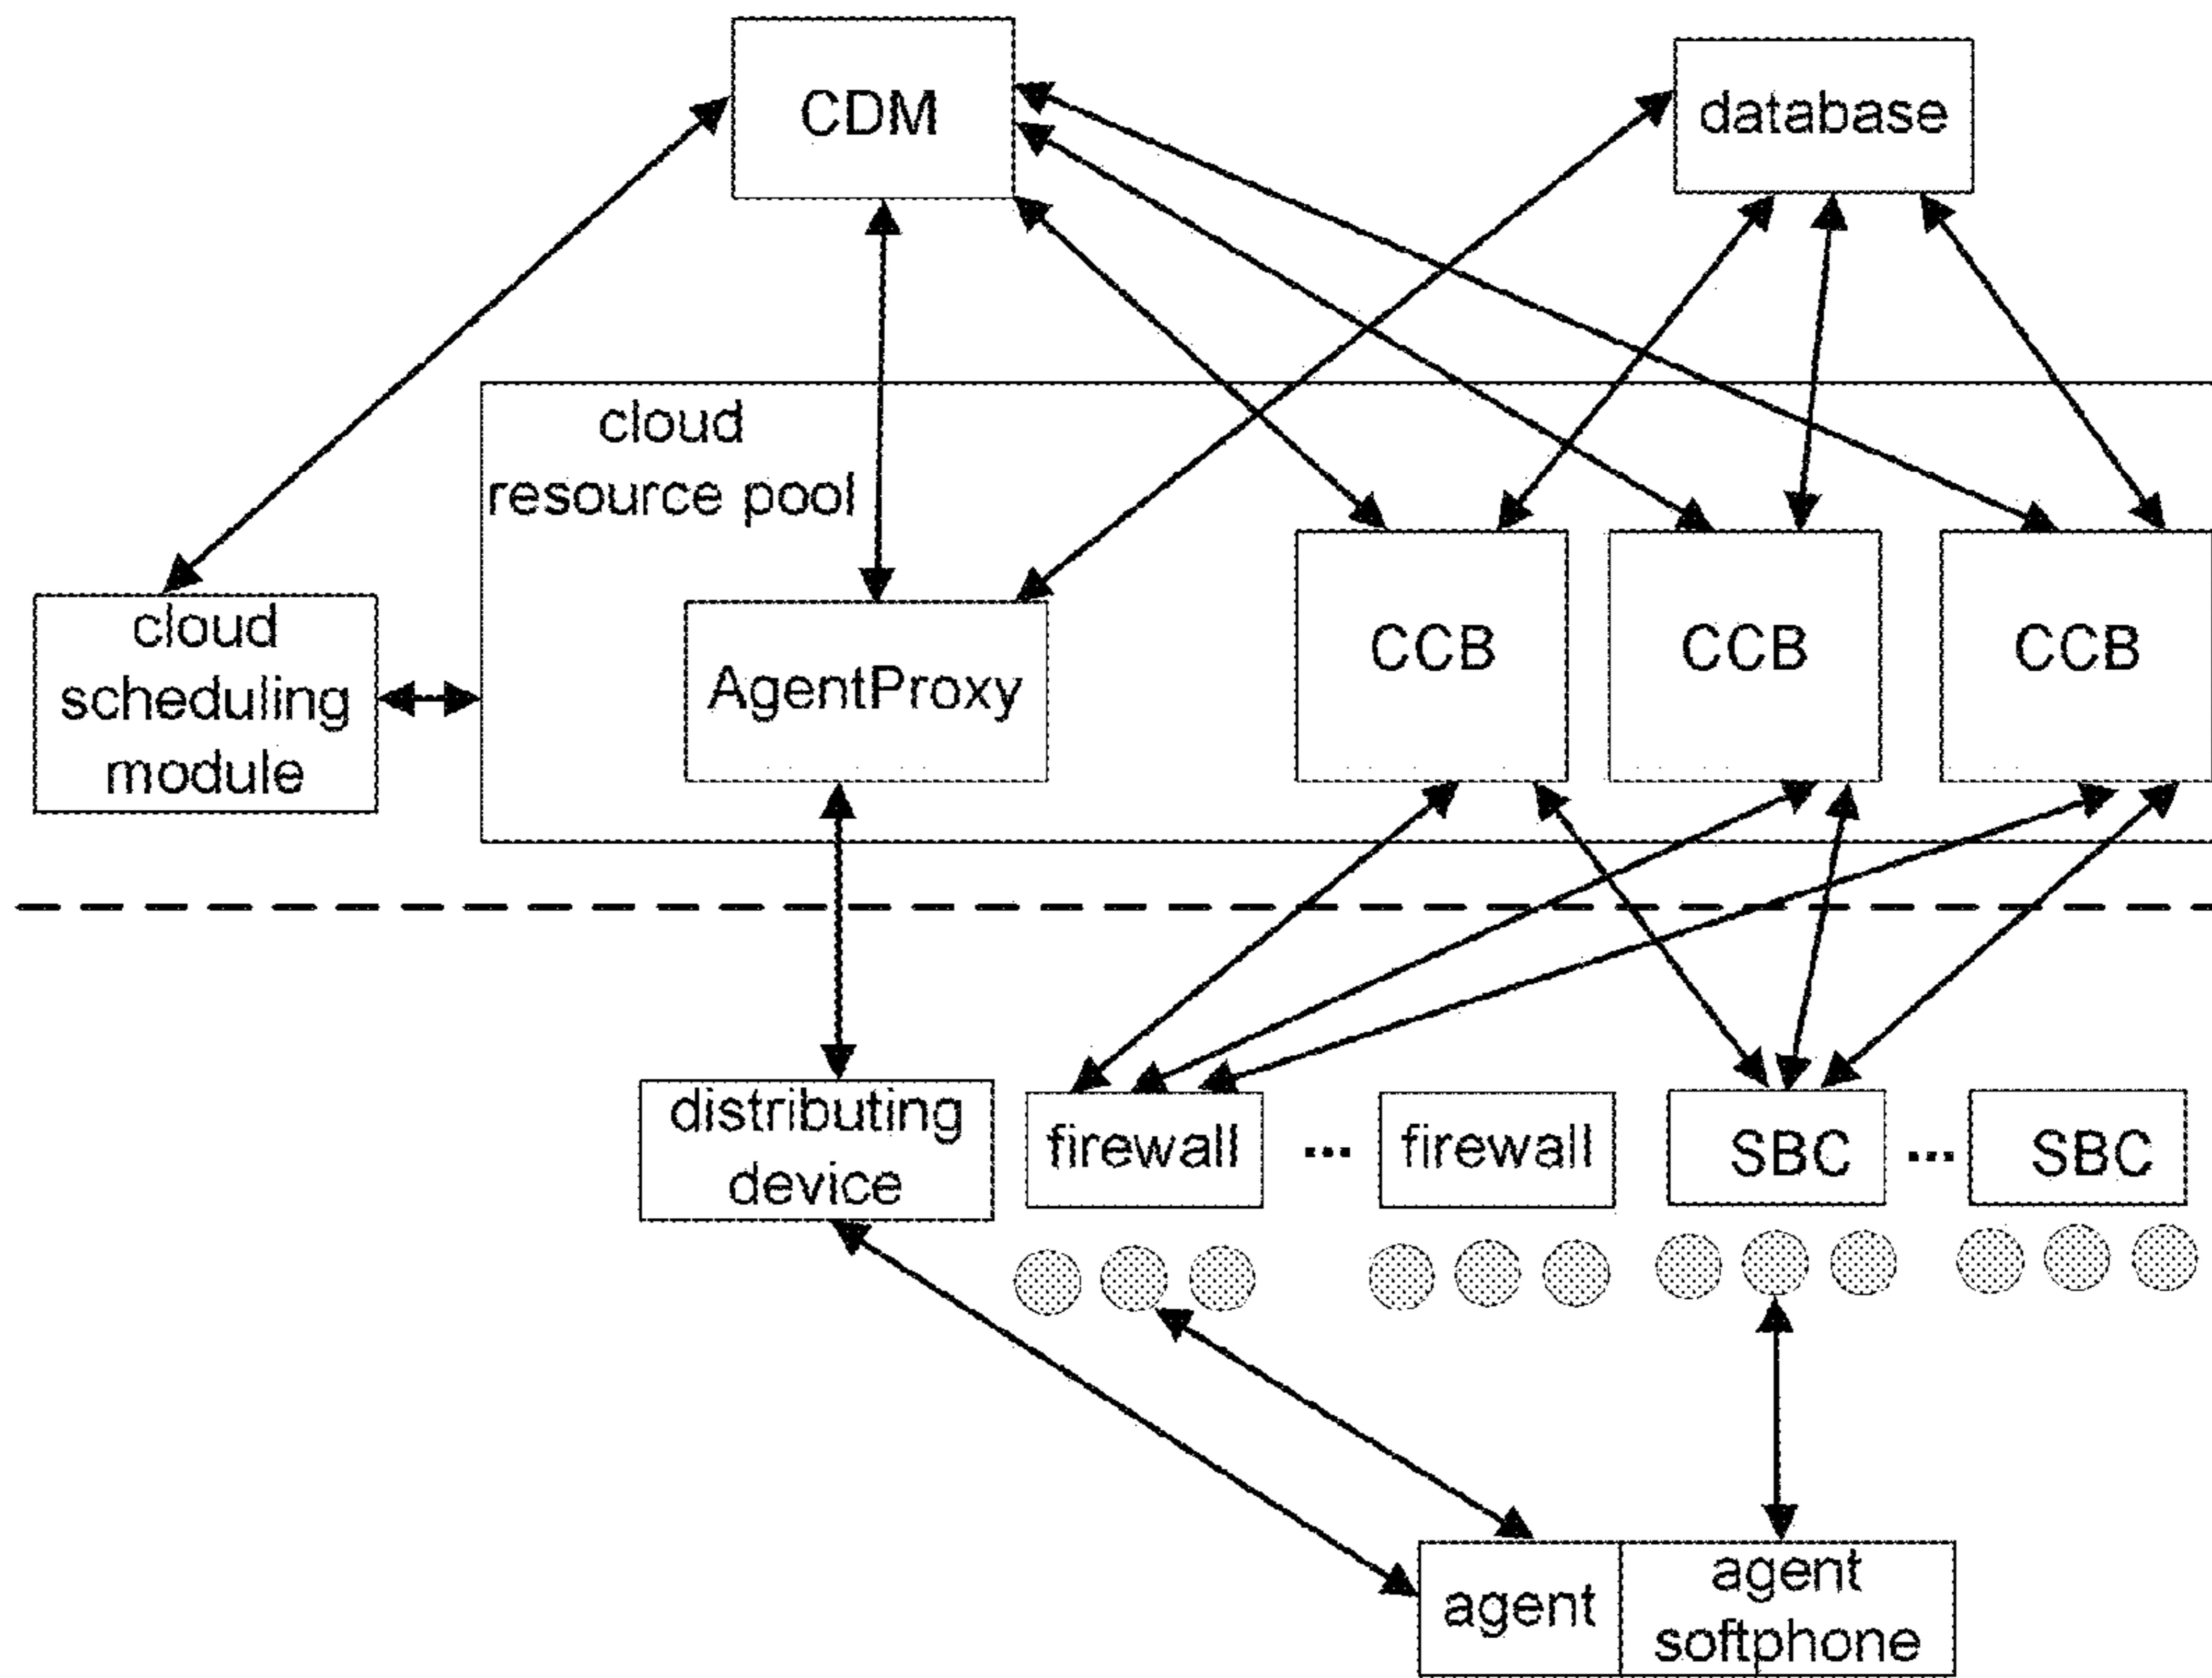 CDM
database
cloud
resource pool
cloud
scheduling
module
AgentProxy
CCB
CCB
CCB
distributing
device
firewall
...
firewall
SBC
...
SBC
agent
agent
softphone